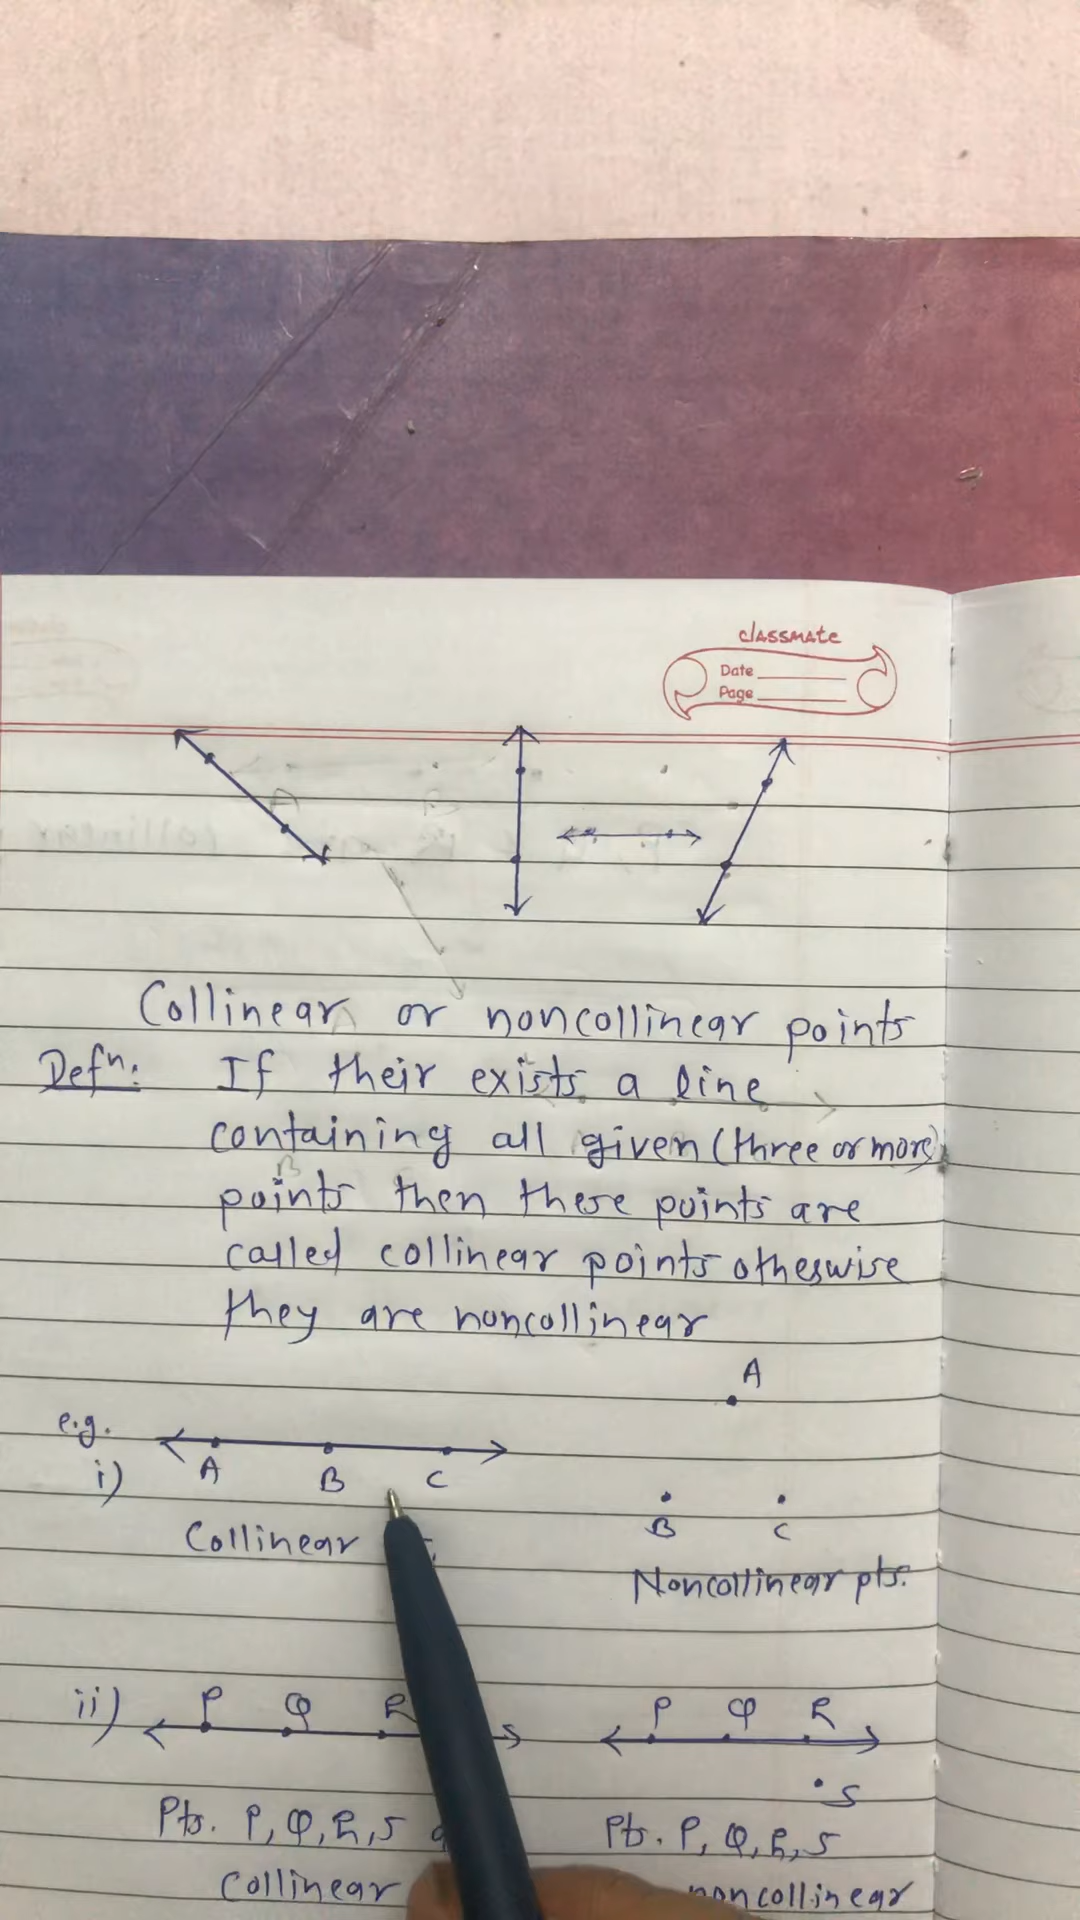 classmate
Date
Page
Collinear or noncollinear points
Defn: If their exists a line
containing all given (three or more)
points then these points are
called collinear points otheswise
they are noncollinear
A
e.g.
i) A B C
B C
Collinear
Noncollinear pts.
ii) P Q R
P Q R
S
Pts. P, Q, R, S
Pts. P, Q, R, S
Collinear
noncollinear